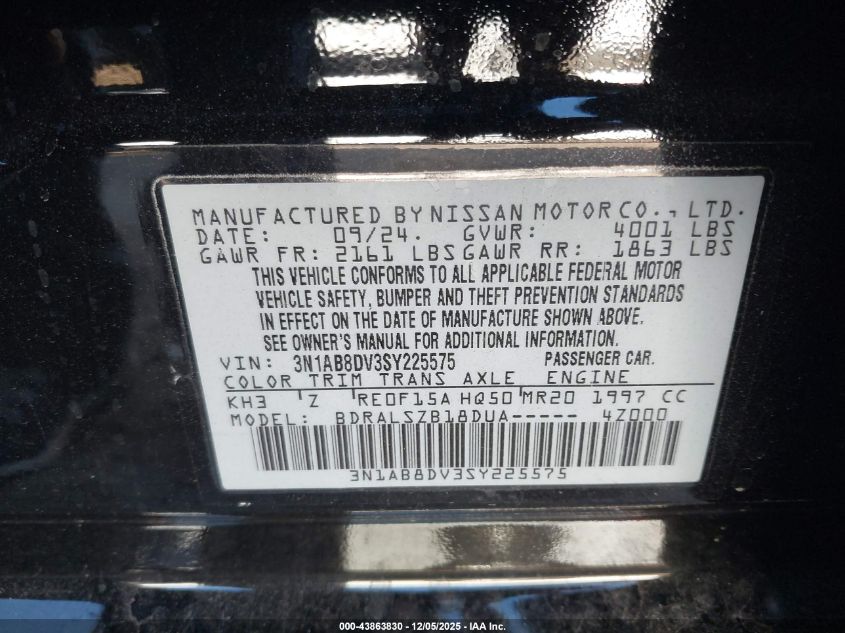 MANUFACTURED BY NISSAN MOTOR CO., LTD.
DATE: 09/24. GVWR: 4001 LBS
GAWR FR: 2161 LBS GAWR RR: 1863 LBS
THIS VEHICLE CONFORMS TO ALL APPLICABLE FEDERAL MOTOR
VEHICLE SAFETY, BUMPER AND THEFT PREVENTION STANDARDS
IN EFFECT ON THE DATE OF MANUFACTURE SHOWN ABOVE.
SEE OWNER'S MANUAL FOR ADDITIONAL INFORMATION.
VIN: 3N1AB8DV3SY225575 PASSENGER CAR.
COLOR TRIM TRANS AXLE ENGINE
KH3 Z RE0F15A HQ50 MR20 1997 CC
MODEL: BDRALSZB18DUA----- 4Z000
3N1AB8DV3SY225575
000-43863830 - 12/05/2025 - IAA Inc.